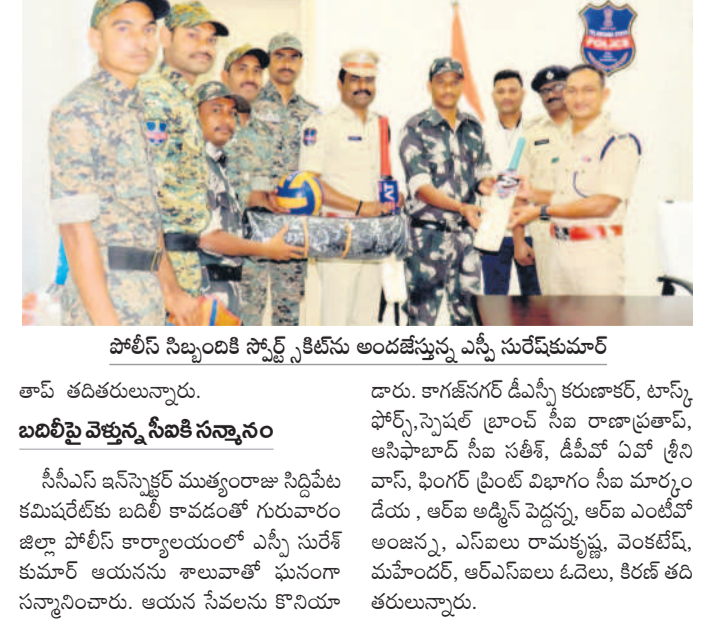 POLICE
పోలీస్ సిబ్బందికి స్పోర్ట్స్ కిట్‌ను అందజేస్తున్న ఎస్పీ సురేష్‌కుమార్
తాప్ తదితరులున్నారు.
బదిలీపై వెళ్తున్న సీఐకి సన్మానం
సీసీఎస్ ఇన్‌స్పెక్టర్ ముత్యంరాజు సిద్దిపేట
కమిషరేట్‌కు బదిలీ కావడంతో గురువారం
జిల్లా పోలీస్ కార్యాలయంలో ఎస్పీ సురేశ్
కుమార్ ఆయనను శాలువాతో ఘనంగా
సన్మానించారు. ఆయన సేవలను కొనియా
డారు. కాగజ్‌నగర్ డీఎస్పీ కరుణాకర్, టాస్క్
ఫోర్స్,స్పెషల్ బ్రాంచ్ సీఐ రాణాప్రతాప్,
ఆసిఫాబాద్ సీఐ సతీశ్, డీపీవో ఏవో శ్రీని
వాస్, ఫింగర్ ప్రింట్ విభాగం సీఐ మార్కం
డేయ , ఆర్ఐ అడ్మిన్ పెద్దన్న, ఆర్ఐ ఎంటీవో
అంజన్న, ఎస్ఐలు రామకృష్ణ, వెంకటేష్,
మహేందర్, ఆర్ఎస్ఐలు ఓదెలు, కిరణ్ తది
తరులున్నారు.